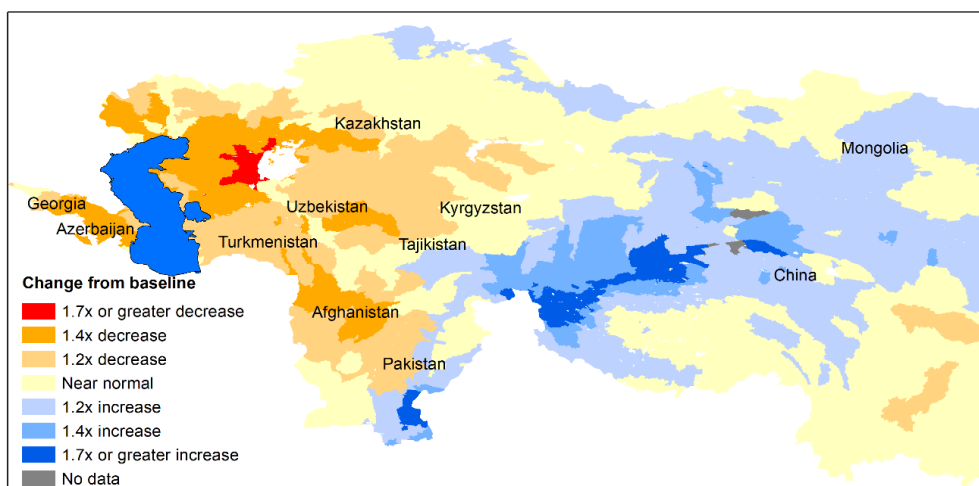 Kazakhstan
Mongolia
Georgia
Uzbekistan
Kyrgyzstan
Azerbaijan
Turkmenistan
Tajikistan
China
Change from baseline
1.7x or greater decrease
Afghanistan
1.4x decrease
1.2x decrease
Pakistan
Near normal
1.2x increase
1.4x increase
1.7x or greater increase
No data